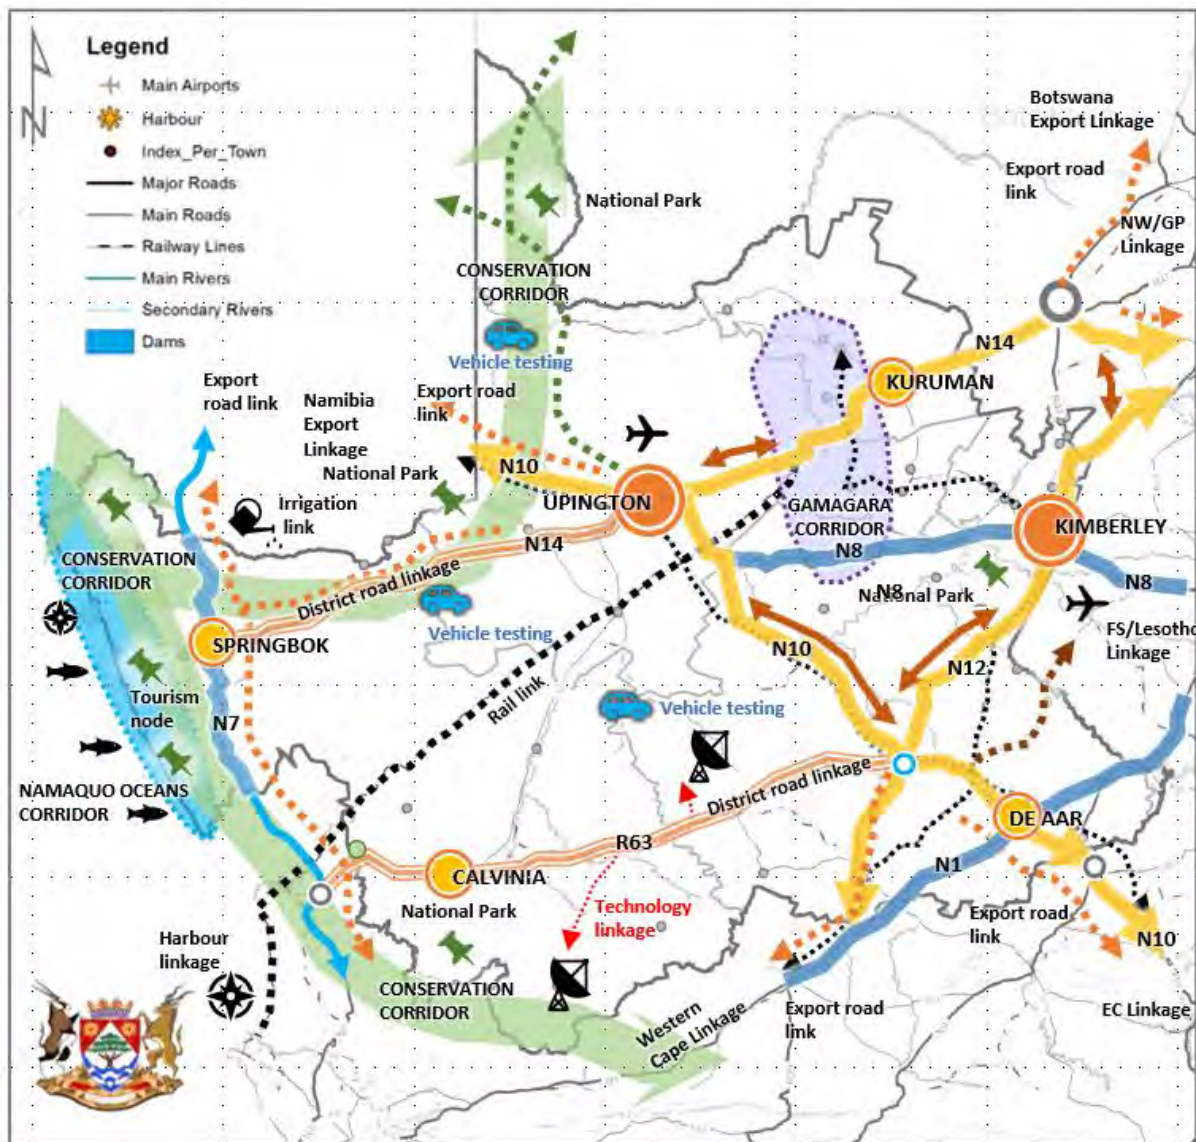 Legend
Main Airports
Harbour
Index_Per_Town
Major Roads
Main Roads
Railway Lines
Main Rivers
Secondary Rivers
Dams
N
Botswana
Export Linkage
Export road
link
NW/GP
Linkage
National Park
CONSERVATION
CORRIDOR
Vehicle testing
Export
road link
Namibia
Export
Linkage
Export road
link
N14
KURUMAN
National Park
N10
UPINGTON
Irrigation
link
GAMAGARA
CORRIDOR
KIMBERLEY
N14
N8
N8
CONSERVATION
CORRIDOR
District road linkage
N8
National Park
Vehicle testing
FS/Lesotho
Linkage
SPRINGBOK
N10
N12
Tourism
node
N7
Rail link
Vehicle testing
NAMAQUO OCEANS
CORRIDOR
District road linkage
DE AAR
R63
N1
CALVINIA
National Park
Technology
linkage
Export road
link
N10
Harbour
linkage
CONSERVATION
CORRIDOR
Western
Cape Linkage
Export road
link
EC Linkage